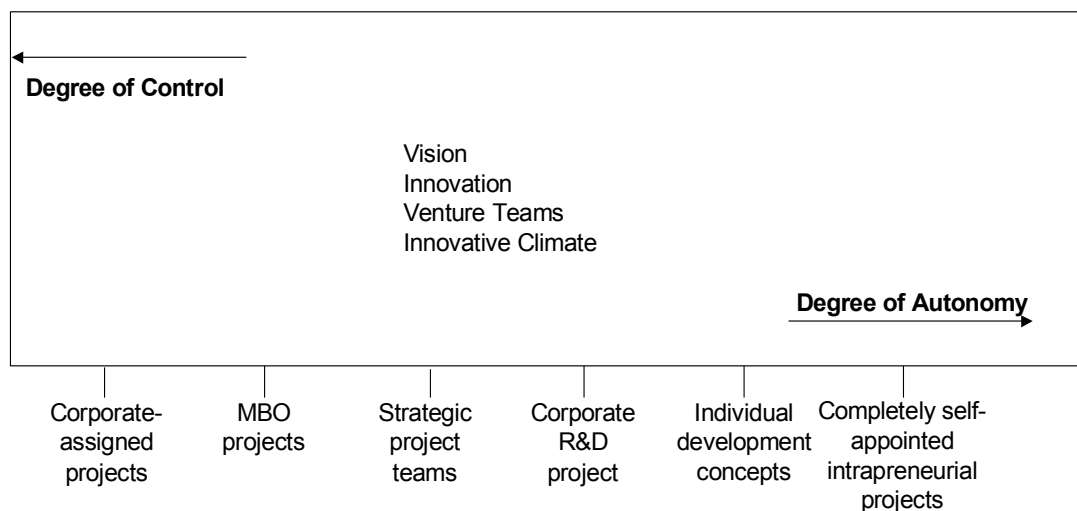 Degree of Control
Vision
Innovation
Venture Teams
Innovative Climate
Degree of Autonomy
Corporate-
assigned
projects
MBO
projects
Strategic
project
teams
Corporate
R&D
project
Individual
development
concepts
Completely self-
appointed
intrapreneurial
projects